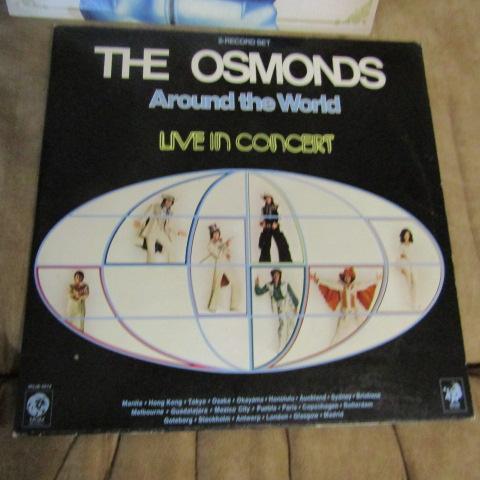 2-RECORD SET
THE OSMONDS
Around the World
LIVE IN CONCERT
Manila • Hong Kong • Tokyo • Osaka • Okayama • Honolulu • Auckland • Sydney • Brisbane
Melbourne • Guadalajara • Mexico City • Puebla • Paris • Copenhagen • Rotterdam
Goteborg • Stockholm • Antwerp • London • Glasgow • Madrid